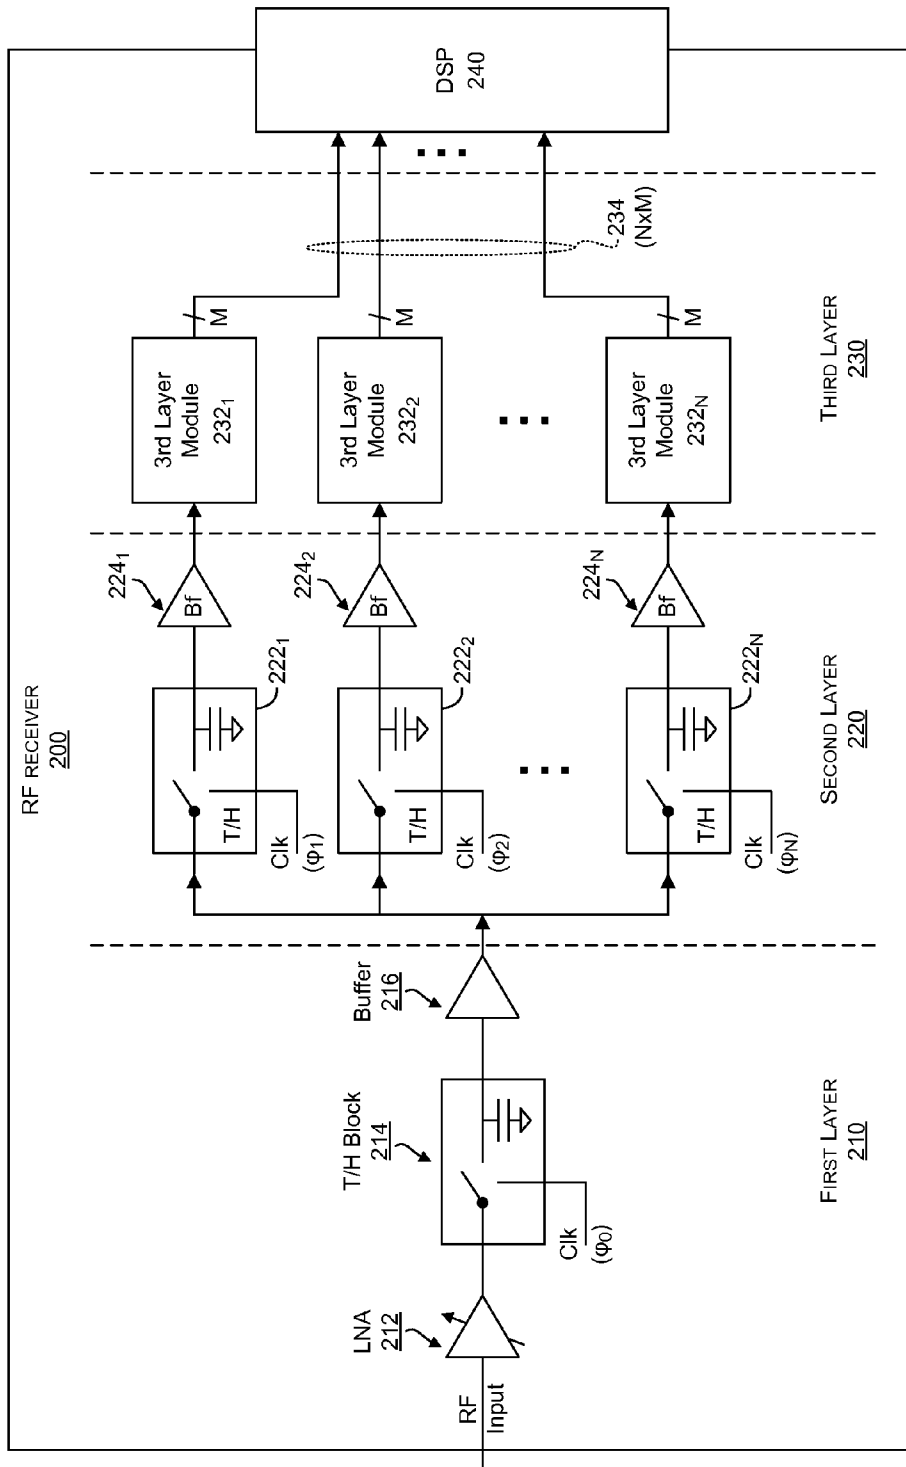 RF RECEIVER
200
RF
Input
LNA
212
T/H Block
214
Clk
(φ0)
Buffer
216
FIRST LAYER
210
T/H
Clk
(φ1)
2221
2241
Bf
T/H
Clk
(φ2)
2222
2242
Bf
T/H
Clk
(φN)
222N
224N
Bf
SECOND LAYER
220
3rd Layer
Module
2321
M
3rd Layer
Module
2322
M
3rd Layer
Module
232N
M
234
(NxM)
THIRD LAYER
230
DSP
240